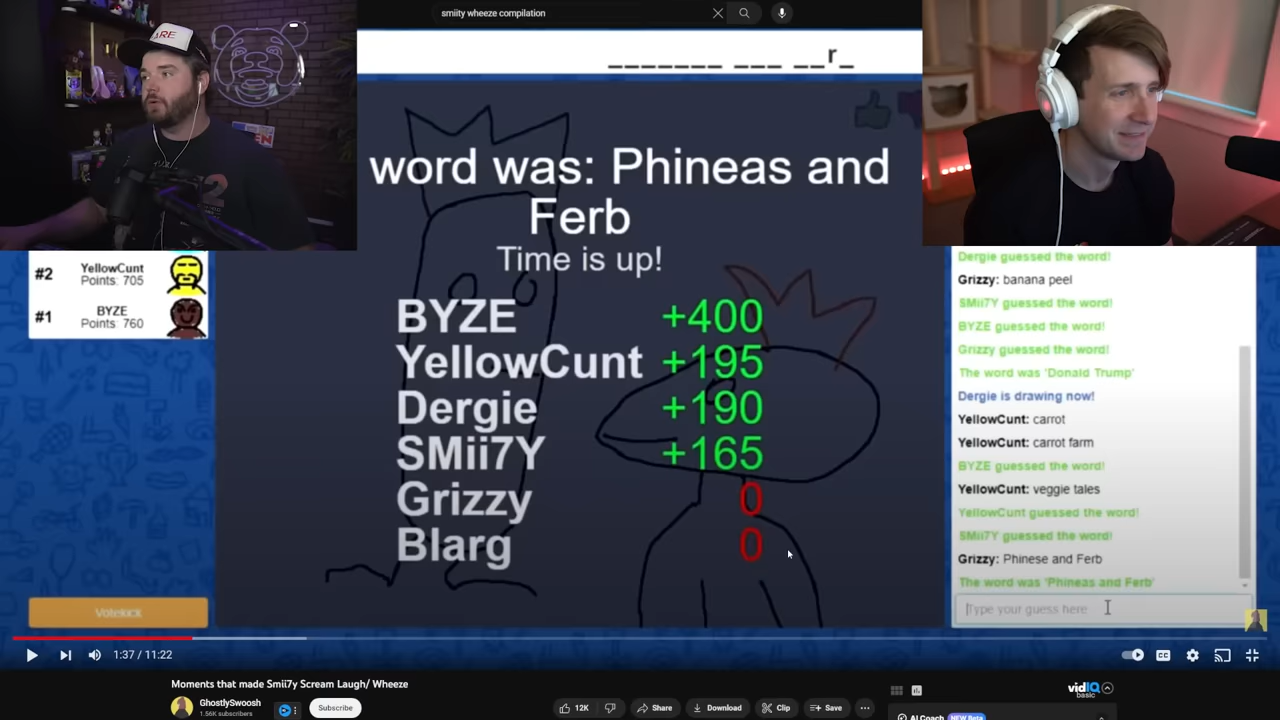 smiity wheeze compilation
_______ ___ __r_
word was: Phineas and
Ferb
Time is up!
BYZE +400
YellowCunt +195
Dergie +190
SMii7Y +165
Grizzy 0
Blarg 0
#2 YellowCunt
Points: 705
#1 BYZE
Points: 760
Votekick
Dergie guessed the word!
Grizzy: banana peel
SMii7Y guessed the word!
BYZE guessed the word!
Grizzy guessed the word!
The word was 'Donald Trump'
Dergie is drawing now!
YellowCunt: carrot
YellowCunt: carrot farm
BYZE guessed the word!
YellowCunt: veggie tales
YellowCunt guessed the word!
SMii7Y guessed the word!
Grizzy: Phinese and Ferb
The word was 'Phineas and Ferb'
Type your guess here
1:37 / 11:22
CC
Moments that made Smii7y Scream Laugh/ Wheeze
GhostlySwoosh
1.56K subscribers
Subscribe
12K
Share
Download
Clip
Save
vidIQ
basic
AI Coach NEW Beta